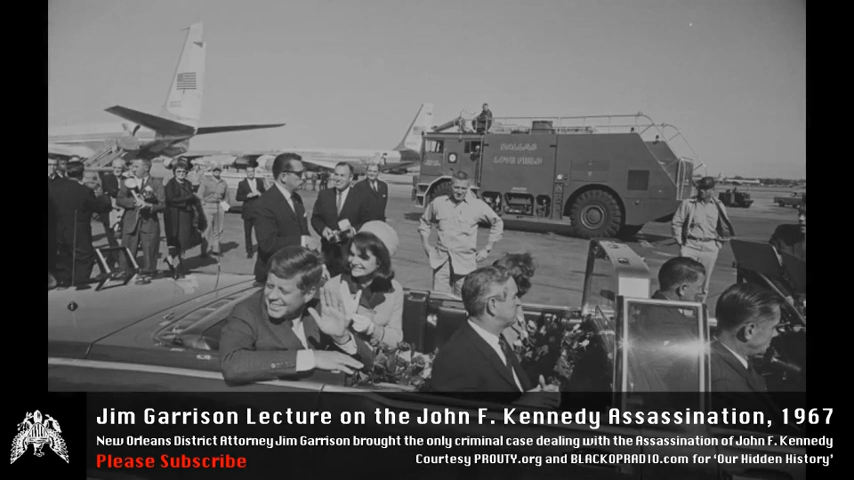 DALLAS
LOVE FIELD
Jim Garrison Lecture on the John F. Kennedy Assassination, 1967
New Orleans District Attorney Jim Garrison brought the only criminal case dealing with the Assassination of John F. Kennedy
Please Subscribe
Courtesy PROUTY.org and BLACKOPRADIO.com for 'Our Hidden History'